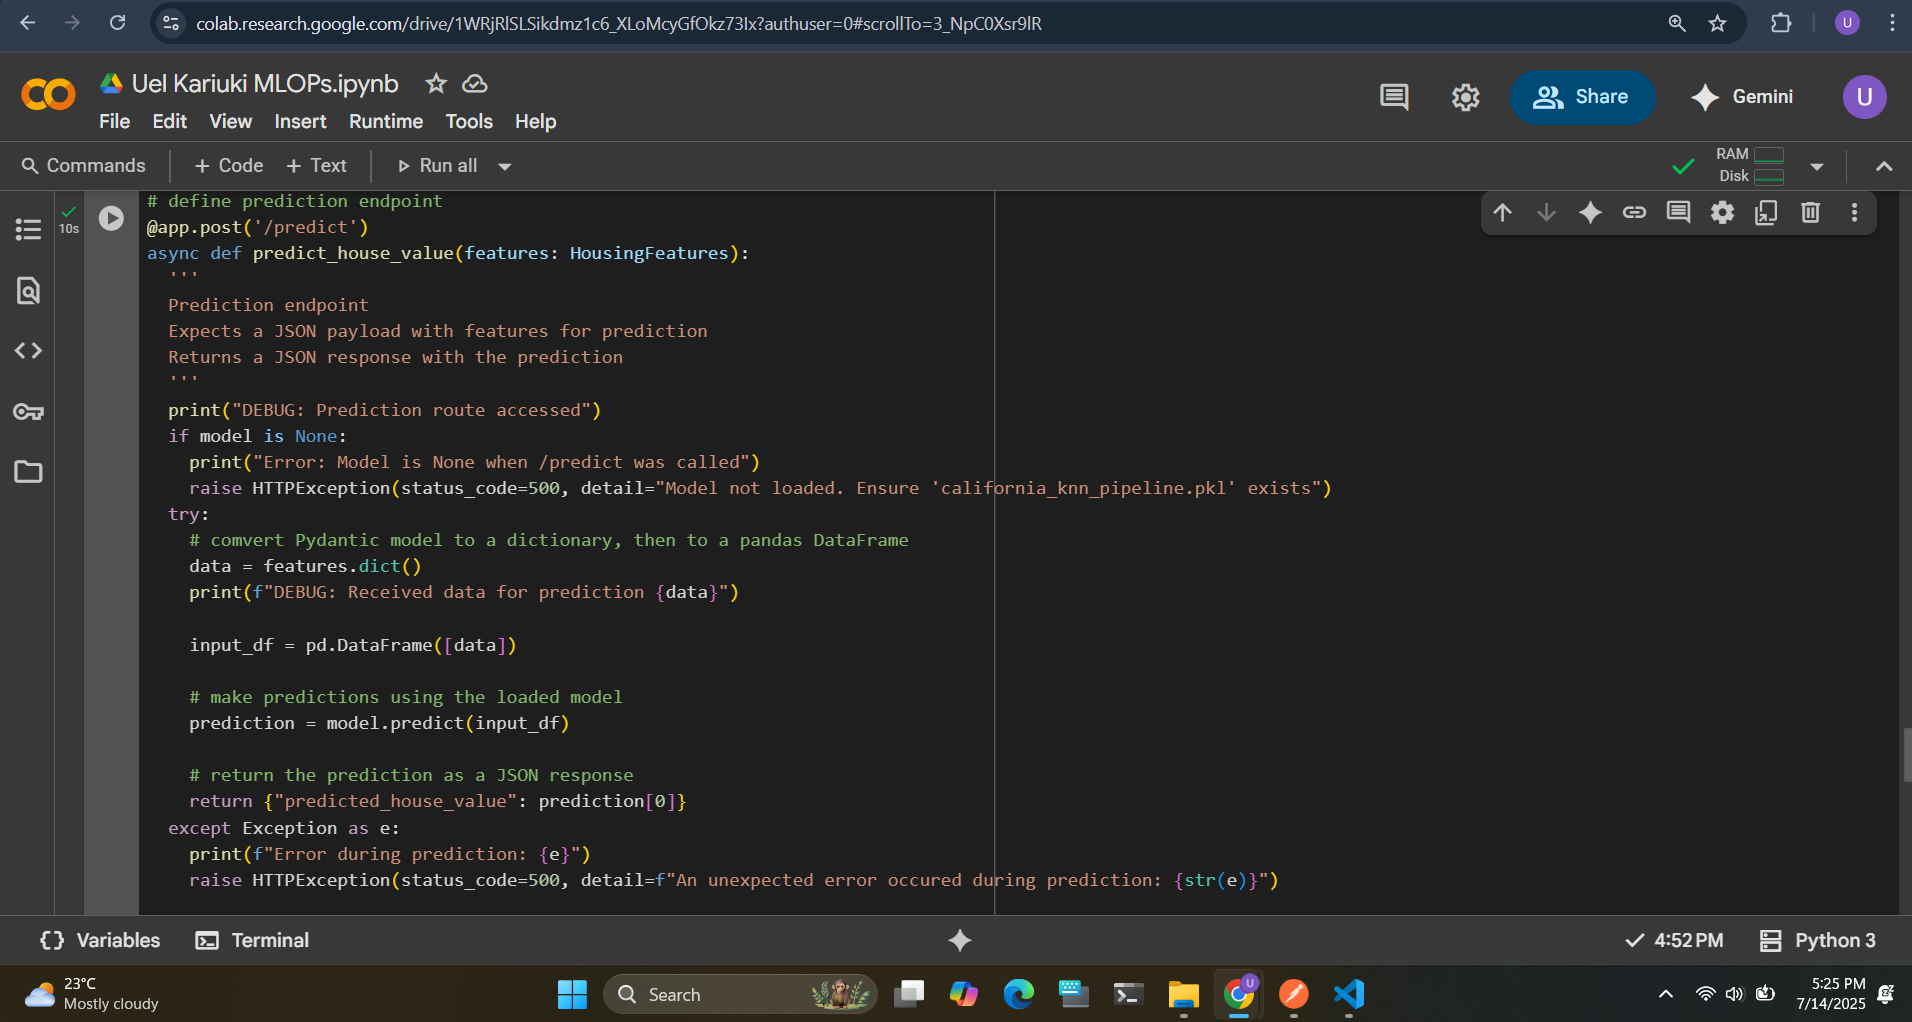 colab.research.google.com/drive/1WRjRlSLSikdmz1c6_XLoMcyGfOkz73Ix?authuser=0#scrollTo=3_NpC0Xsr9lR
U
Uel Kariuki MLOPs.ipynb
File Edit View Insert Runtime Tools Help
Share
Gemini
U
Commands + Code + Text Run all
RAM
Disk
10s
# define prediction endpoint
@app.post('/predict')
async def predict_house_value(features: HousingFeatures):
'''
Prediction endpoint
Expects a JSON payload with features for prediction
Returns a JSON response with the prediction
'''
print("DEBUG: Prediction route accessed")
if model is None:
print("Error: Model is None when /predict was called")
raise HTTPException(status_code=500, detail="Model not loaded. Ensure 'california_knn_pipeline.pkl' exists")
try:
# comvert Pydantic model to a dictionary, then to a pandas DataFrame
data = features.dict()
print(f"DEBUG: Received data for prediction {data}")
input_df = pd.DataFrame([data])
# make predictions using the loaded model
prediction = model.predict(input_df)
# return the prediction as a JSON response
return {"predicted_house_value": prediction[0]}
except Exception as e:
print(f"Error during prediction: {e}")
raise HTTPException(status_code=500, detail=f"An unexpected error occured during prediction: {str(e)}")
{} Variables Terminal
4:52 PM Python 3
23°C
Mostly cloudy
Search
U
5:25 PM
7/14/2025